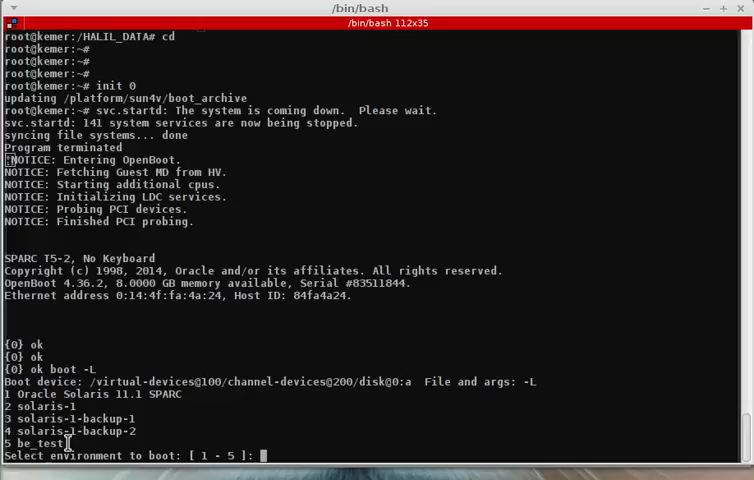 /bin/bash
/bin/bash 112x35
root@kemer:/HALIL_DATA# cd
root@kemer:~#
root@kemer:~#
root@kemer:~#
root@kemer:~# init 0
updating /platform/sun4v/boot_archive
root@kemer:~# svc.startd: The system is coming down.  Please wait.
svc.startd: 141 system services are now being stopped.
syncing file systems... done
Program terminated
NOTICE: Entering OpenBoot.
NOTICE: Fetching Guest MD from HV.
NOTICE: Starting additional cpus.
NOTICE: Initializing LDC services.
NOTICE: Probing PCI devices.
NOTICE: Finished PCI probing.
SPARC T5-2, No Keyboard
Copyright (c) 1998, 2014, Oracle and/or its affiliates. All rights reserved.
OpenBoot 4.36.2, 8.0000 GB memory available, Serial #83511844.
Ethernet address 0:14:4f:fa:4a:24, Host ID: 84fa4a24.
{0} ok
{0} ok
{0} ok boot -L
Boot device: /virtual-devices@100/channel-devices@200/disk@0:a  File and args: -L
1 Oracle Solaris 11.1 SPARC
2 solaris-1
3 solaris-1-backup-1
4 solaris-1-backup-2
5 be_test
Select environment to boot: [ 1 - 5 ]: